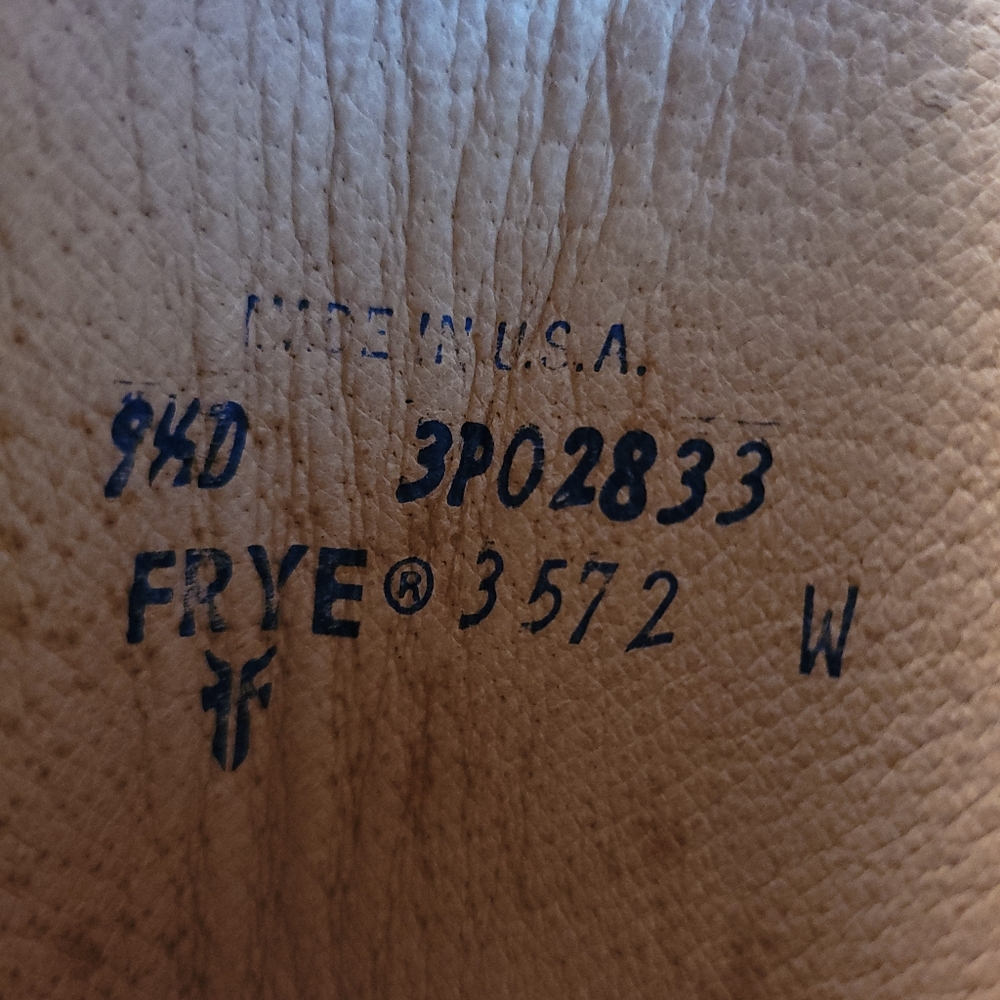 MADE IN U.S.A.
9½D 3P02833
FRYE® 3572 W